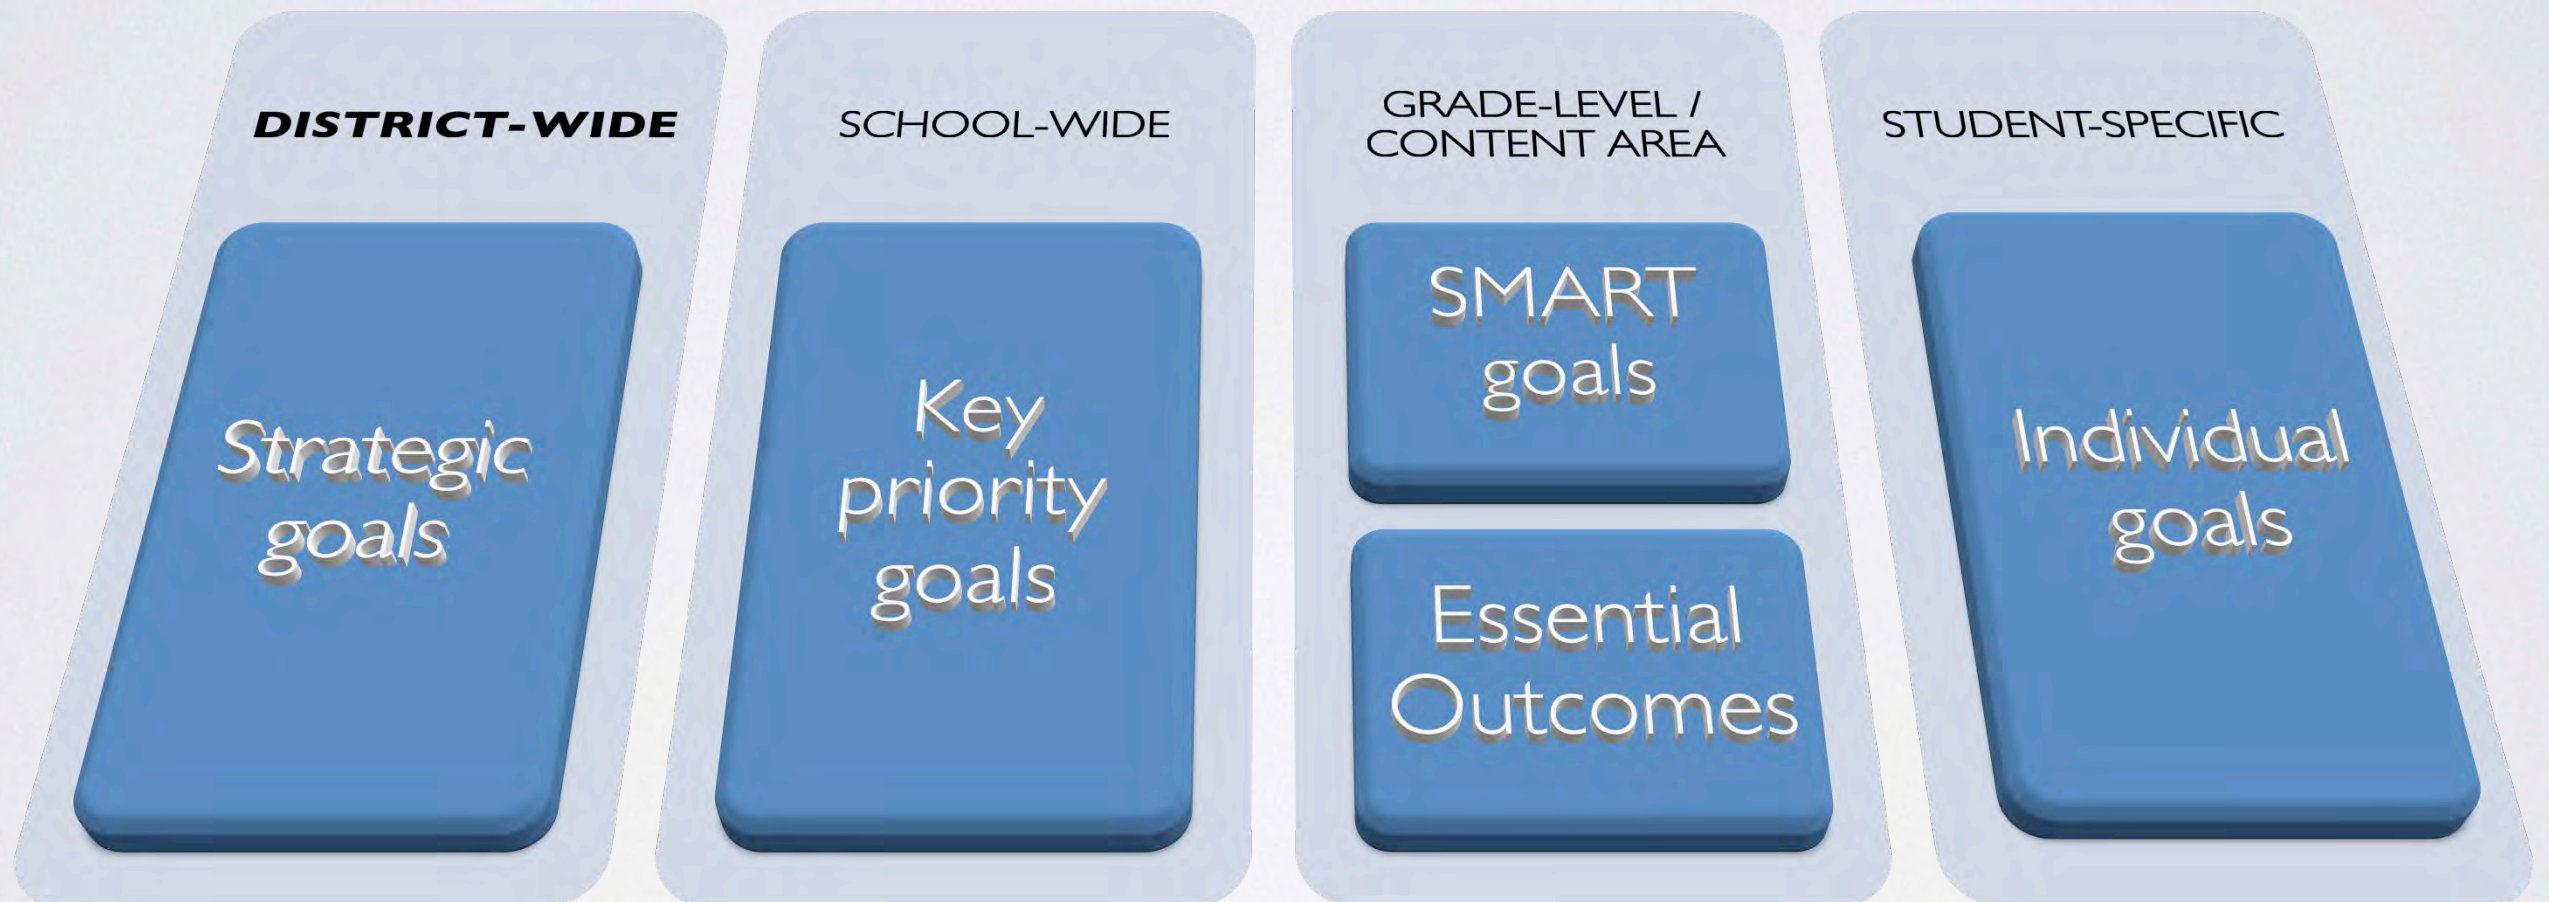 DISTRICT-WIDE
Strategic
goals
SCHOOL-WIDE
Key
priority
goals
GRADE-LEVEL /
CONTENT AREA
SMART
goals
Essential
Outcomes
STUDENT-SPECIFIC
Individual
goals